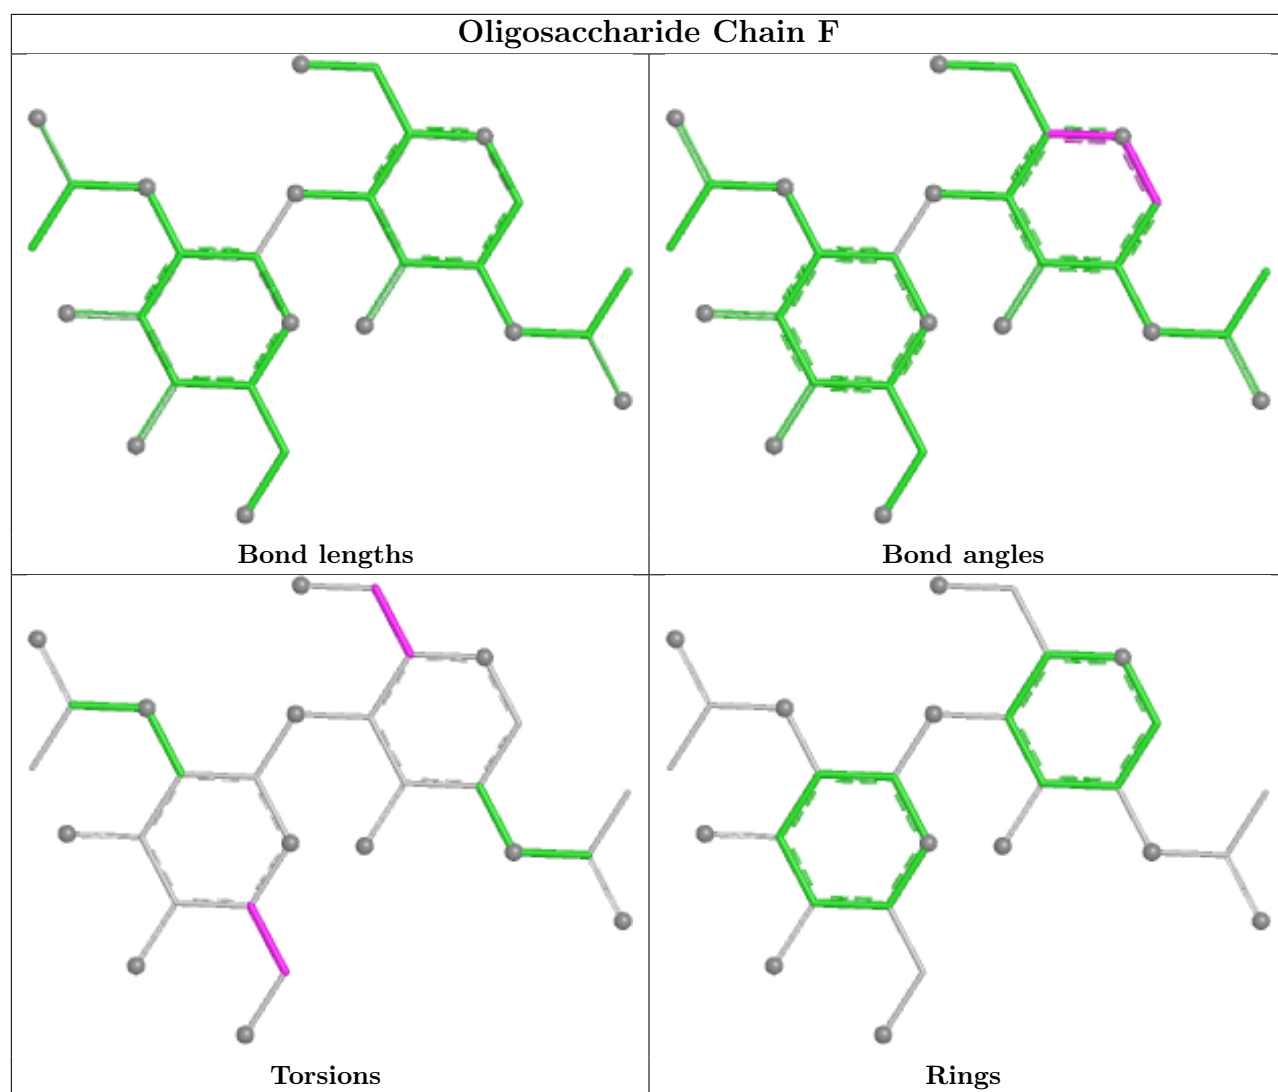 Oligosaccharide Chain F
Bond lengths
Bond angles
Torsions
Rings